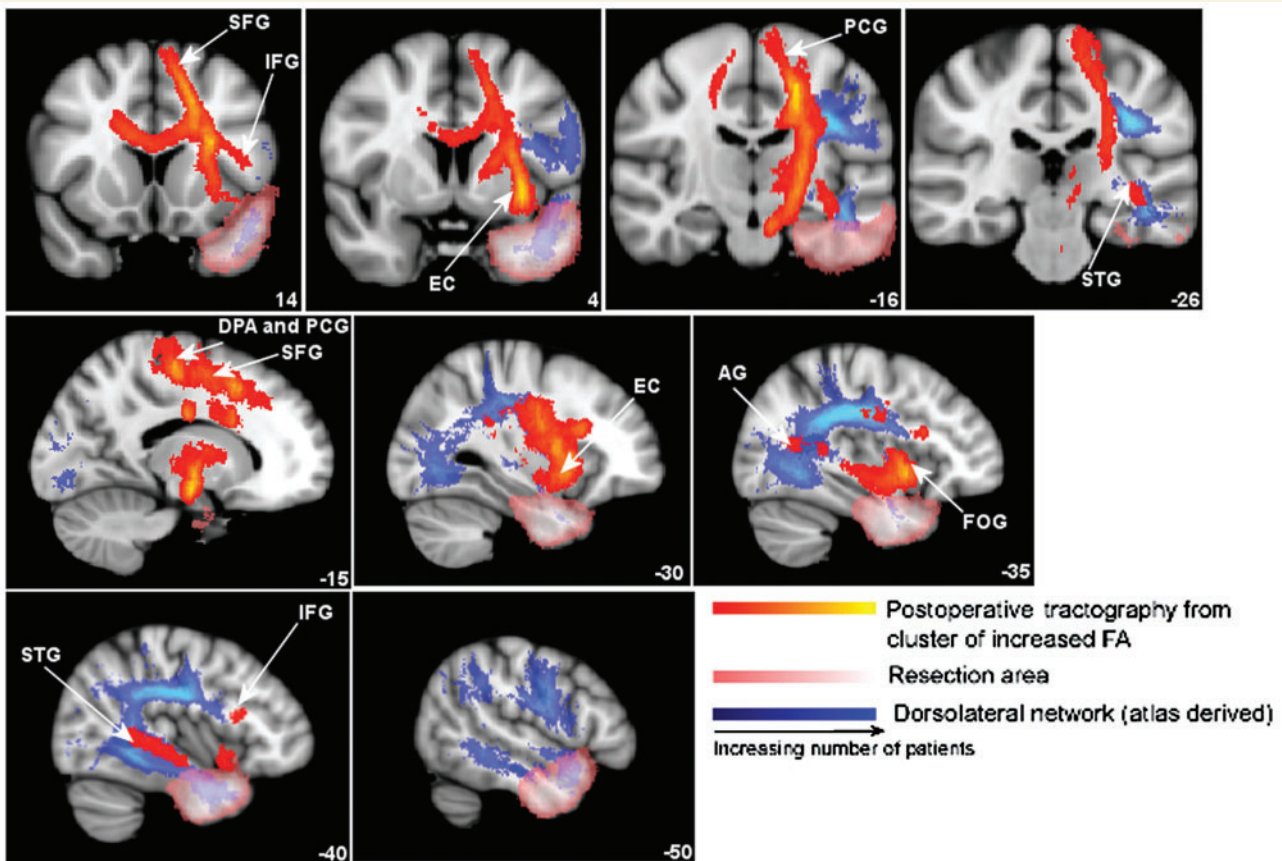 SFG
IFG
14
EC
4
PCG
-16
STG
-26
DPA and PCG
SFG
-15
EC
-30
AG
FOG
-35
STG
IFG
-40
-50
Postoperative tractography from
cluster of increased FA
Resection area
Dorsolateral network (atlas derived)
Increasing number of patients